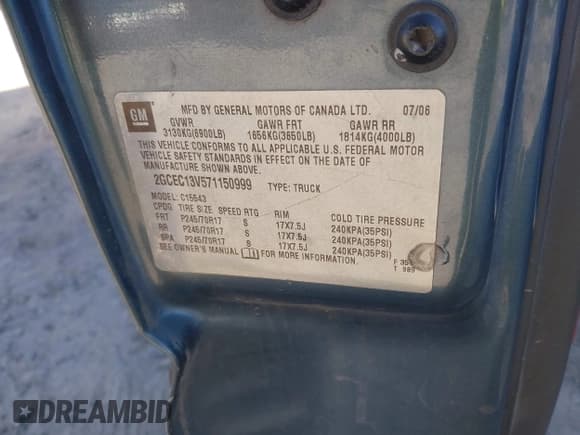 GM
MFD BY GENERAL MOTORS OF CANADA LTD. 07/06
GVWR GAWR FRT GAWR RR
3130KG(6900LB) 1656KG(3650LB) 1814KG(4000LB)
THIS VEHICLE CONFORMS TO ALL APPLICABLE U.S. FEDERAL MOTOR
VEHICLE SAFETY STANDARDS IN EFFECT ON THE DATE OF
MANUFACTURE SHOWN ABOVE.
2GCEC13V571150999 TYPE: TRUCK
MODEL: C15543
CPDG TIRE SIZE SPEED RTG RIM COLD TIRE PRESSURE
FRT P245/70R17 S 17X7.5J 240KPA(35PSI)
RR P245/70R17 S 17X7.5J 240KPA(35PSI)
SPA P245/70R17 S 17X7.5J 240KPA(35PSI)
SEE OWNER'S MANUAL FOR MORE INFORMATION.
F
T 989
DREAMBID